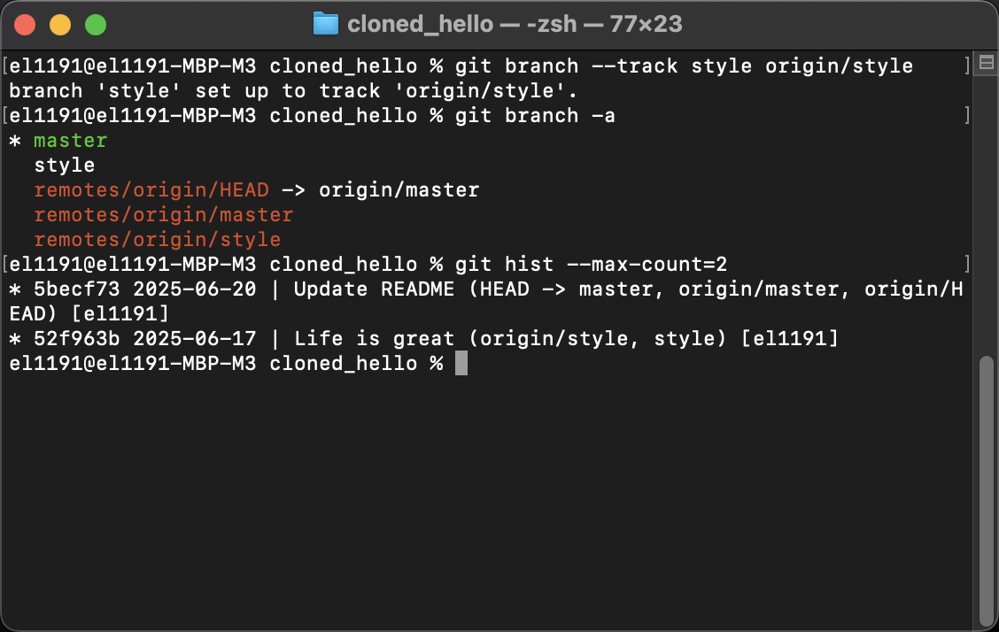 cloned_hello — -zsh — 77×23
[el1191@el1191-MBP-M3 cloned_hello % git branch --track style origin/style ]
branch 'style' set up to track 'origin/style'.
[el1191@el1191-MBP-M3 cloned_hello % git branch -a ]
* master
  style
  remotes/origin/HEAD -> origin/master
  remotes/origin/master
  remotes/origin/style
[el1191@el1191-MBP-M3 cloned_hello % git hist --max-count=2 ]
* 5becf73 2025-06-20 | Update README (HEAD -> master, origin/master, origin/H
EAD) [el1191]
* 52f963b 2025-06-17 | Life is great (origin/style, style) [el1191]
el1191@el1191-MBP-M3 cloned_hello %